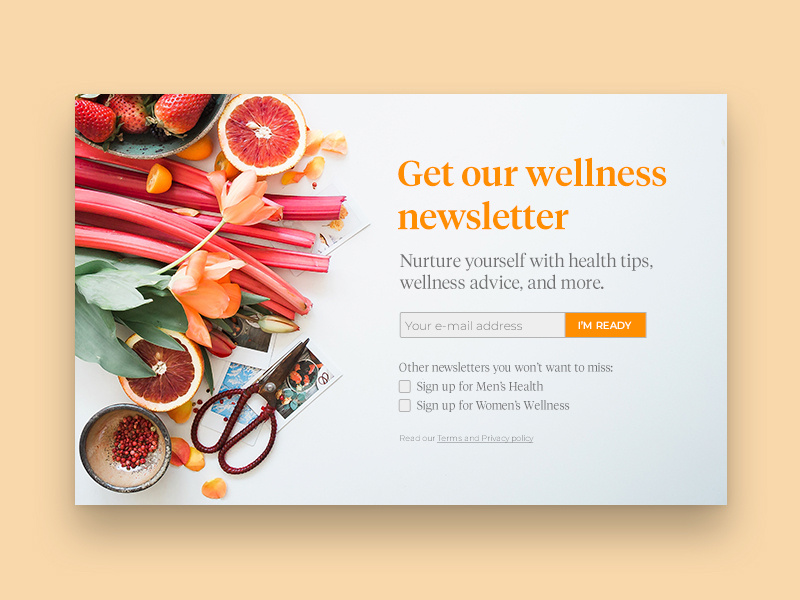 Get our wellness
newsletter
Nurture yourself with health tips,
wellness advice, and more.
Your e-mail address
I'M READY
Other newsletters you won't want to miss:
Sign up for Men's Health
Sign up for Women's Wellness
Read our Terms and Privacy policy